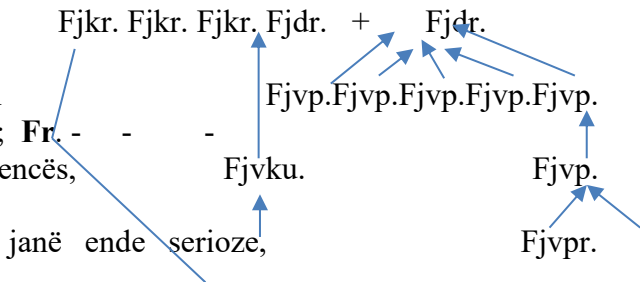 Fjkr. Fjkr. Fjkr. Fjdr. + Fjdr.
Fjvp.Fjvp.Fjvp.Fjvp.Fjvp.
; Fr. - - -
encës, Fjvku. Fjvp.
janë ende serioze, Fjvpr.